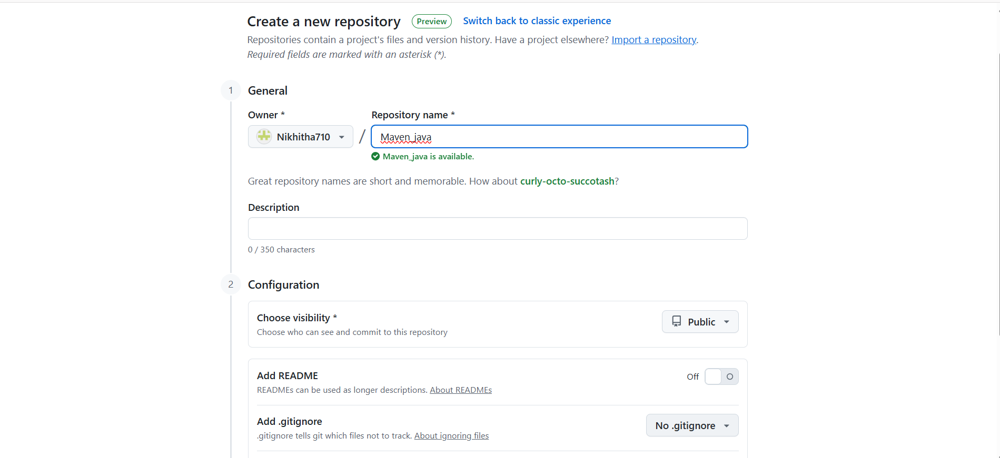 Create a new repository Preview Switch back to classic experience
Repositories contain a project's files and version history. Have a project elsewhere? Import a repository.
Required fields are marked with an asterisk (*).
1 General
Owner * Repository name *
Nikhitha710 / Maven_java
Maven_java is available.
Great repository names are short and memorable. How about curly-octo-succotash?
Description
0 / 350 characters
2 Configuration
Choose visibility * Public
Choose who can see and commit to this repository
Add README Off
READMEs can be used as longer descriptions. About READMEs
Add .gitignore No .gitignore
.gitignore tells git which files not to track. About ignoring files